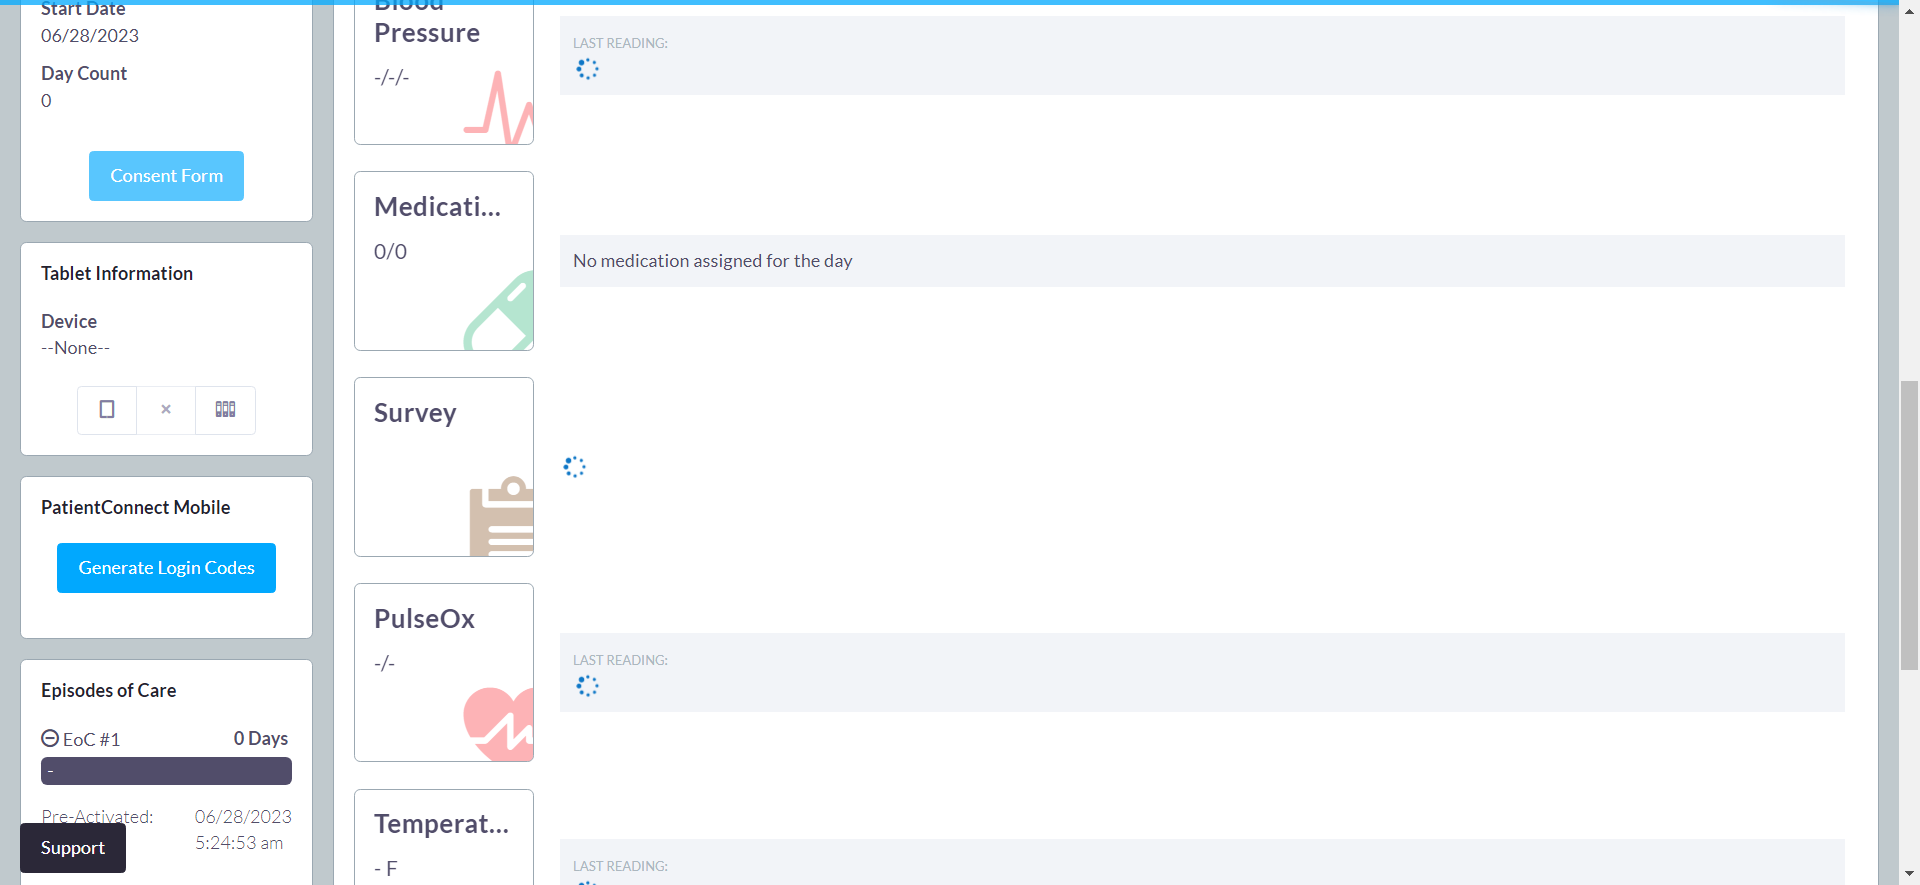 Start Date
06/28/2023
Day Count
0
Consent Form
Tablet Information
Device
--None--
PatientConnect Mobile
Generate Login Codes
Episodes of Care
EoC #1 0 Days
-
Pre-Activated: 06/28/2023
5:24:53 am
Support
Blood
Pressure
-/-/-
LAST READING:
Medicati...
0/0
No medication assigned for the day
Survey
PulseOx
-/-
LAST READING:
Temperat...
- F
LAST READING: